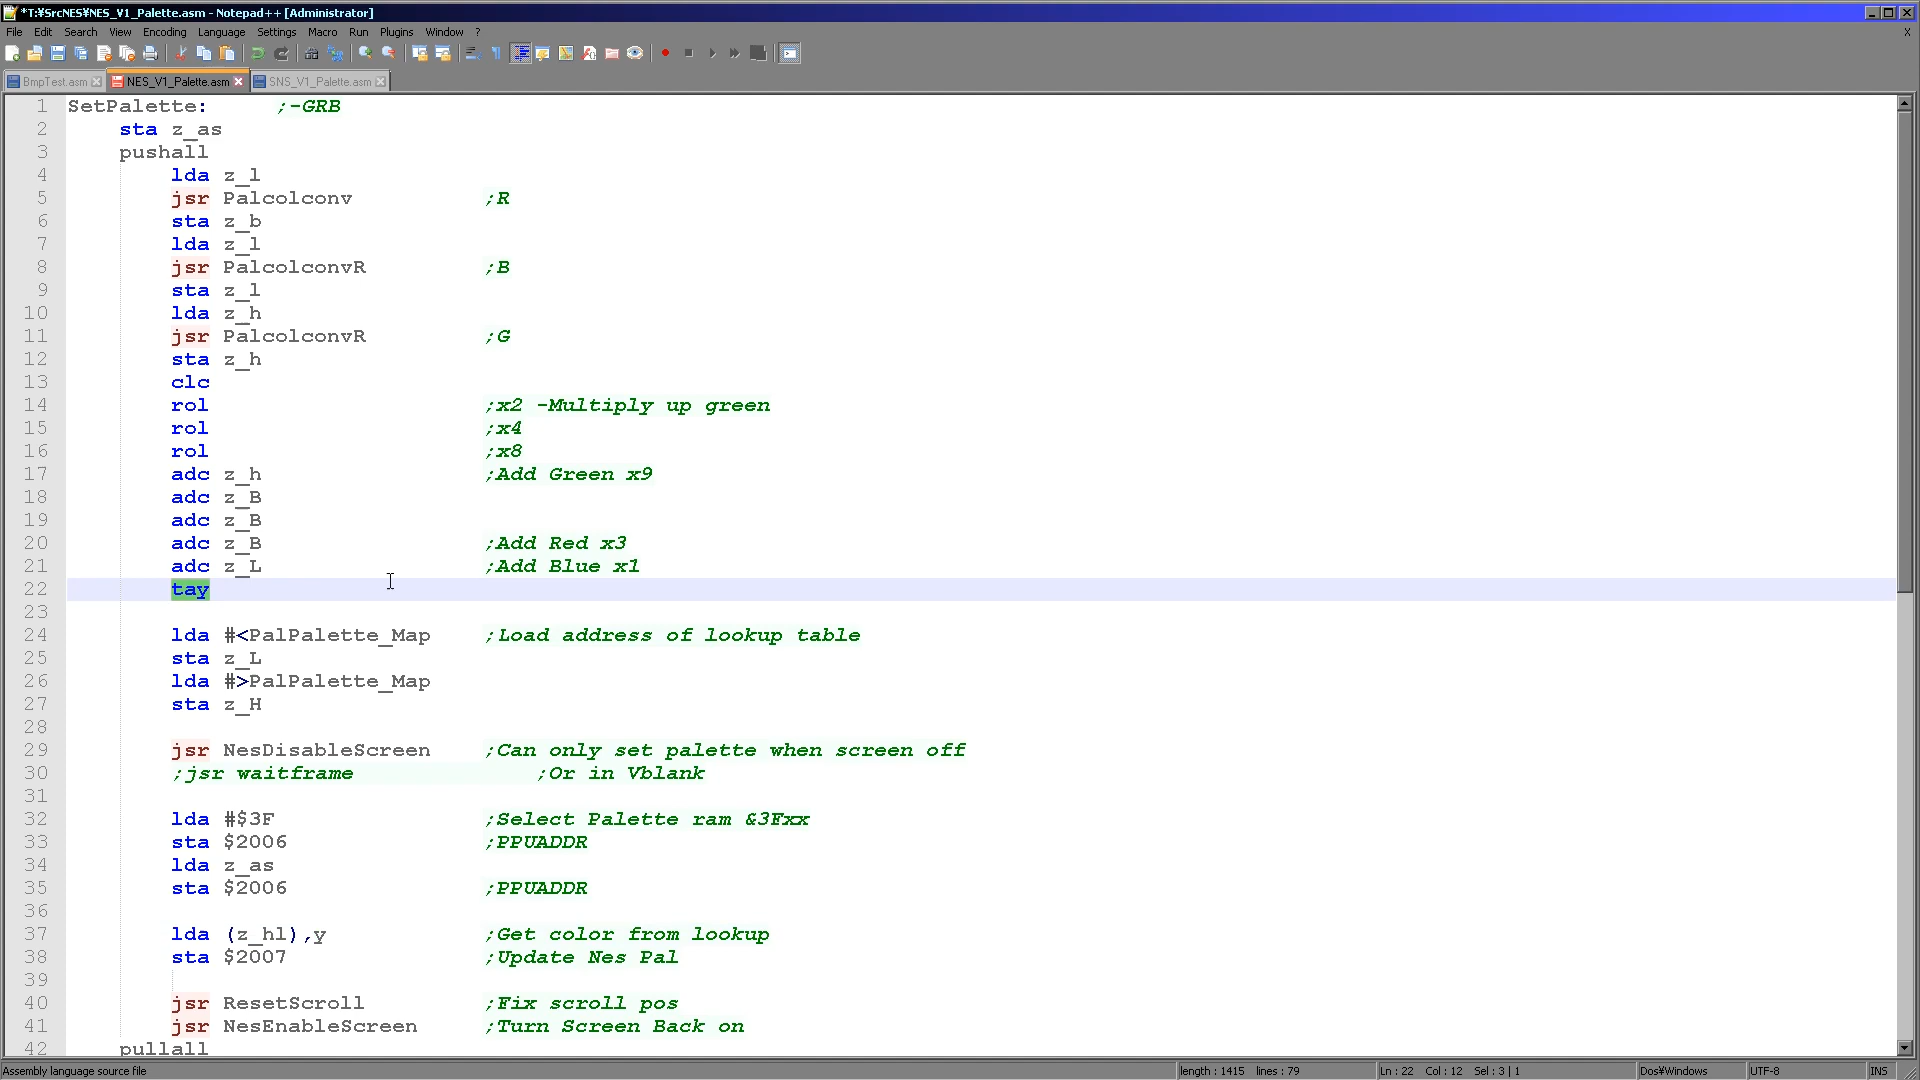 *T:¥SrcNES¥NES_V1_Palette.asm - Notepad++ [Administrator]
File Edit Search View Encoding Language Settings Macro Run Plugins Window ? X
BmpTest.asm NES_V1_Palette.asm SNS_V1_Palette.asm
1 SetPalette: ;-GRB
2 sta z_as
3 pushall
4 lda z_l
5 jsr Palcolconv ;R
6 sta z_b
7 lda z_l
8 jsr PalcolconvR ;B
9 sta z_l
10 lda z_h
11 jsr PalcolconvR ;G
12 sta z_h
13 clc
14 rol ;x2 -Multiply up green
15 rol ;x4
16 rol ;x8
17 adc z_h ;Add Green x9
18 adc z_B
19 adc z_B
20 adc z_B ;Add Red x3
21 adc z_L ;Add Blue x1
22 tay
23
24 lda #<PalPalette_Map ;Load address of lookup table
25 sta z_L
26 lda #>PalPalette_Map
27 sta z_H
28
29 jsr NesDisableScreen ;Can only set palette when screen off
30 ;jsr waitframe ;Or in Vblank
31
32 lda #$3F ;Select Palette ram &3Fxx
33 sta $2006 ;PPUADDR
34 lda z_as
35 sta $2006 ;PPUADDR
36
37 lda (z_hl),y ;Get color from lookup
38 sta $2007 ;Update Nes Pal
39
40 jsr ResetScroll ;Fix scroll pos
41 jsr NesEnableScreen ;Turn Screen Back on
42 pullall
Assembly language source file length : 1415 lines : 79 Ln : 22 Col : 12 Sel : 3 | 1 Dos¥Windows UTF-8 INS